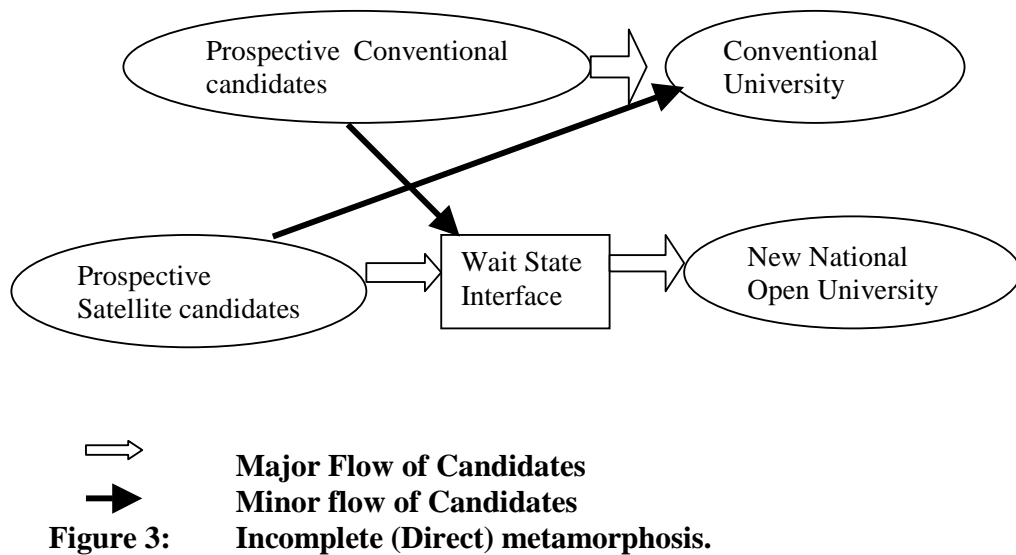 Prospective Conventional
candidates
Conventional
University
Prospective
Satellite candidates
Wait State
Interface
New National
Open University
Major Flow of Candidates
Minor flow of Candidates
Figure 3: Incomplete (Direct) metamorphosis.